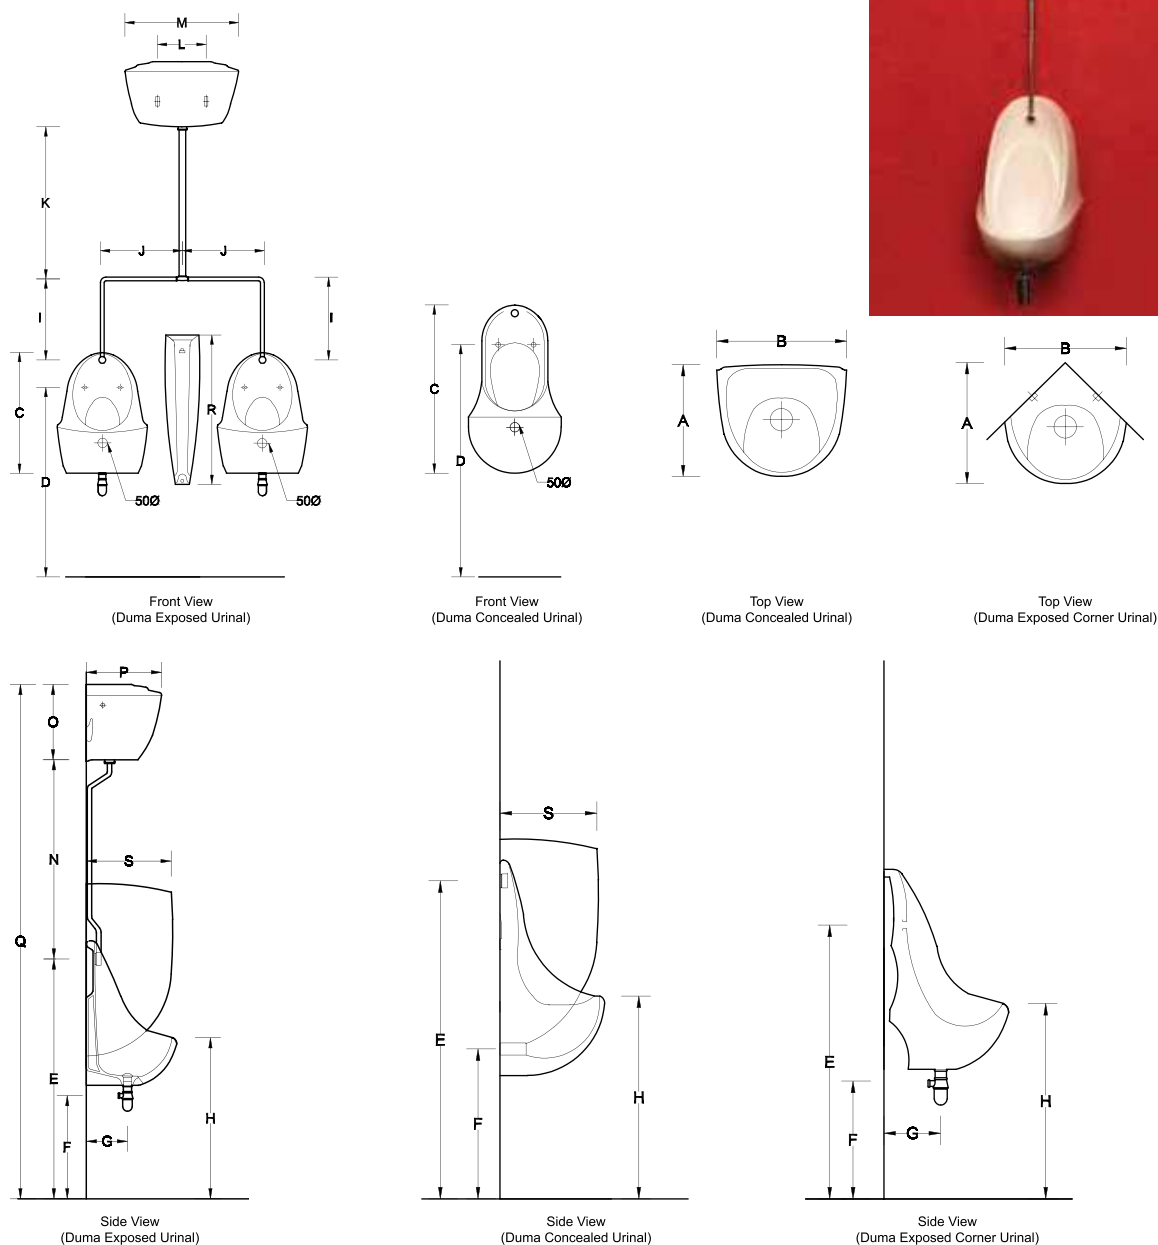 M
L
K
J J
I I
C
R
D
50Ø 50Ø
C
D
50Ø
B
A
B
A
Front View
(Duma Exposed Urinal)
Front View
(Duma Concealed Urinal)
Top View
(Duma Concealed Urinal)
Top View
(Duma Exposed Corner Urinal)
P
O
N
S
Q
E
H
G
F
S
E
H
F
E
H
G
F
Side View
(Duma Exposed Urinal)
Side View
(Duma Concealed Urinal)
Side View
(Duma Exposed Corner Urinal)